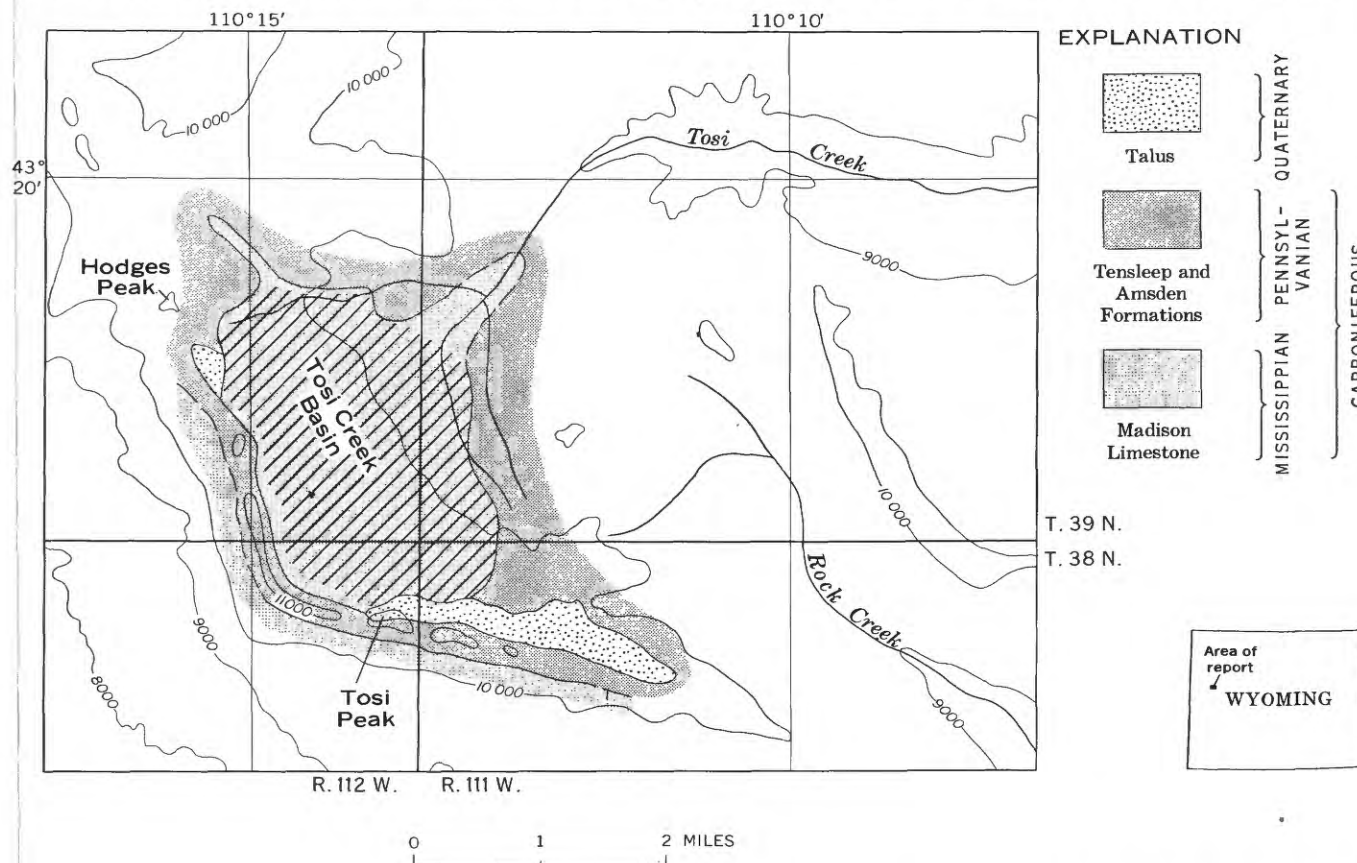 110°15'
110°10'
10 000
10 000
43°
20'
Tosi Creek
9000
Hodges
Peak
Tosi Creek
Basin
10 000
T. 39 N.
T. 38 N.
11000
9000
8000
10 000
Rock Creek
9000
Tosi
Peak
R. 112 W.
R. 111 W.
0 1 2 MILES
EXPLANATION
Talus
QUATERNARY
Tensleep and
Amsden
Formations
PENNSYL-
VANIAN
Madison
Limestone
MISSISSIPPIAN
CARBONIFEROUS
Area of
report
WYOMING